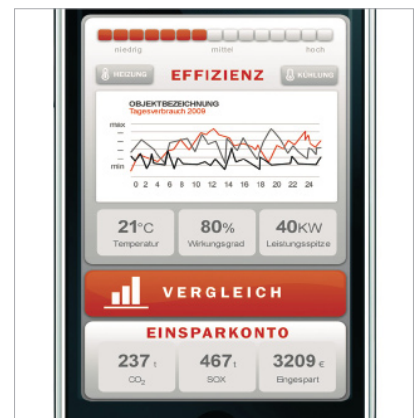 niedrig mittel hoch
HEIZUNG EFFIZIENZ KÜHLUNG
OBJEKTBEZEICHNUNG
Tagesverbrauch 2009
max
min
0 2 4 6 8 10 12 14 16 18 20 22 24
21°C 80% 40KW
Temperatur Wirkungsgrad Leistungsspitze
VERGLEICH
EINSPARKONTO
237 t 467 t 3209 €
CO₂ SOX Eingespart